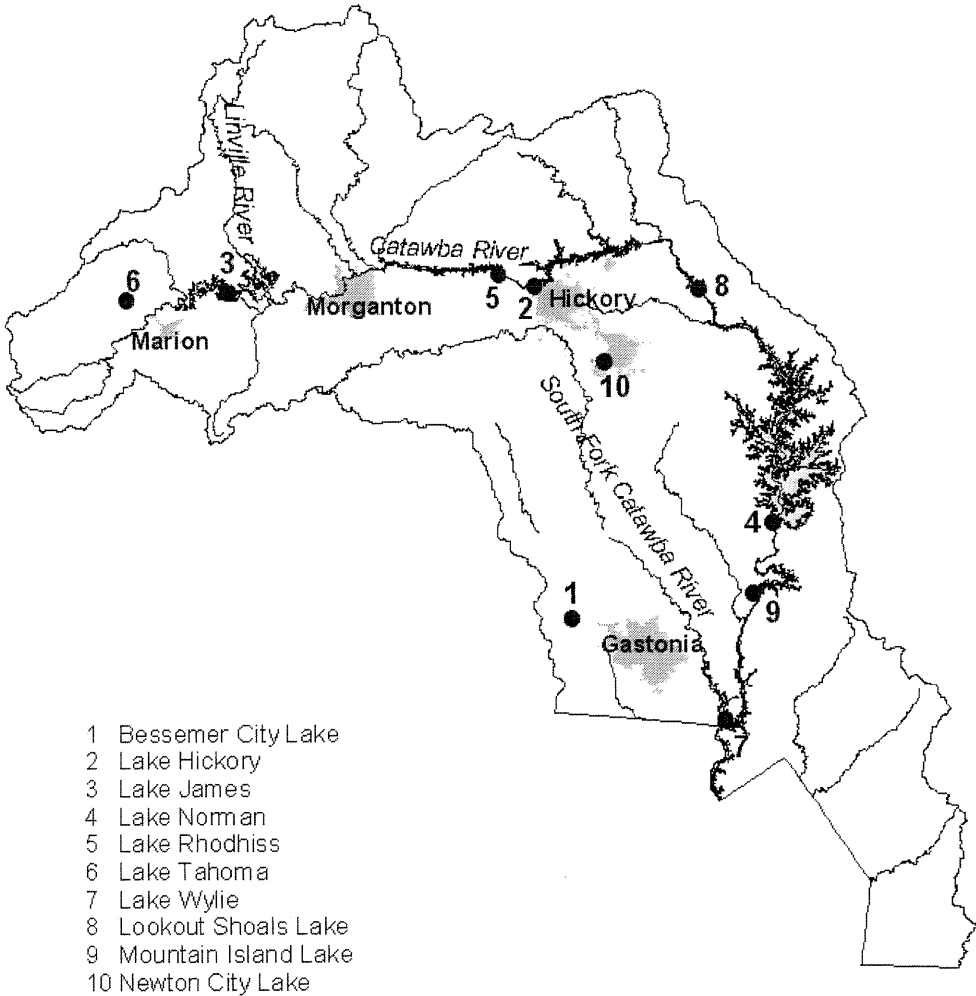 Linville River
Catawba River
6
3
5
2
8
Hickory
Morganton
Marion
10
South Fork Catawba River
4
1
9
Gastonia
7
1 Bessemer City Lake
2 Lake Hickory
3 Lake James
4 Lake Norman
5 Lake Rhodhiss
6 Lake Tahoma
7 Lake Wylie
8 Lookout Shoals Lake
9 Mountain Island Lake
10 Newton City Lake